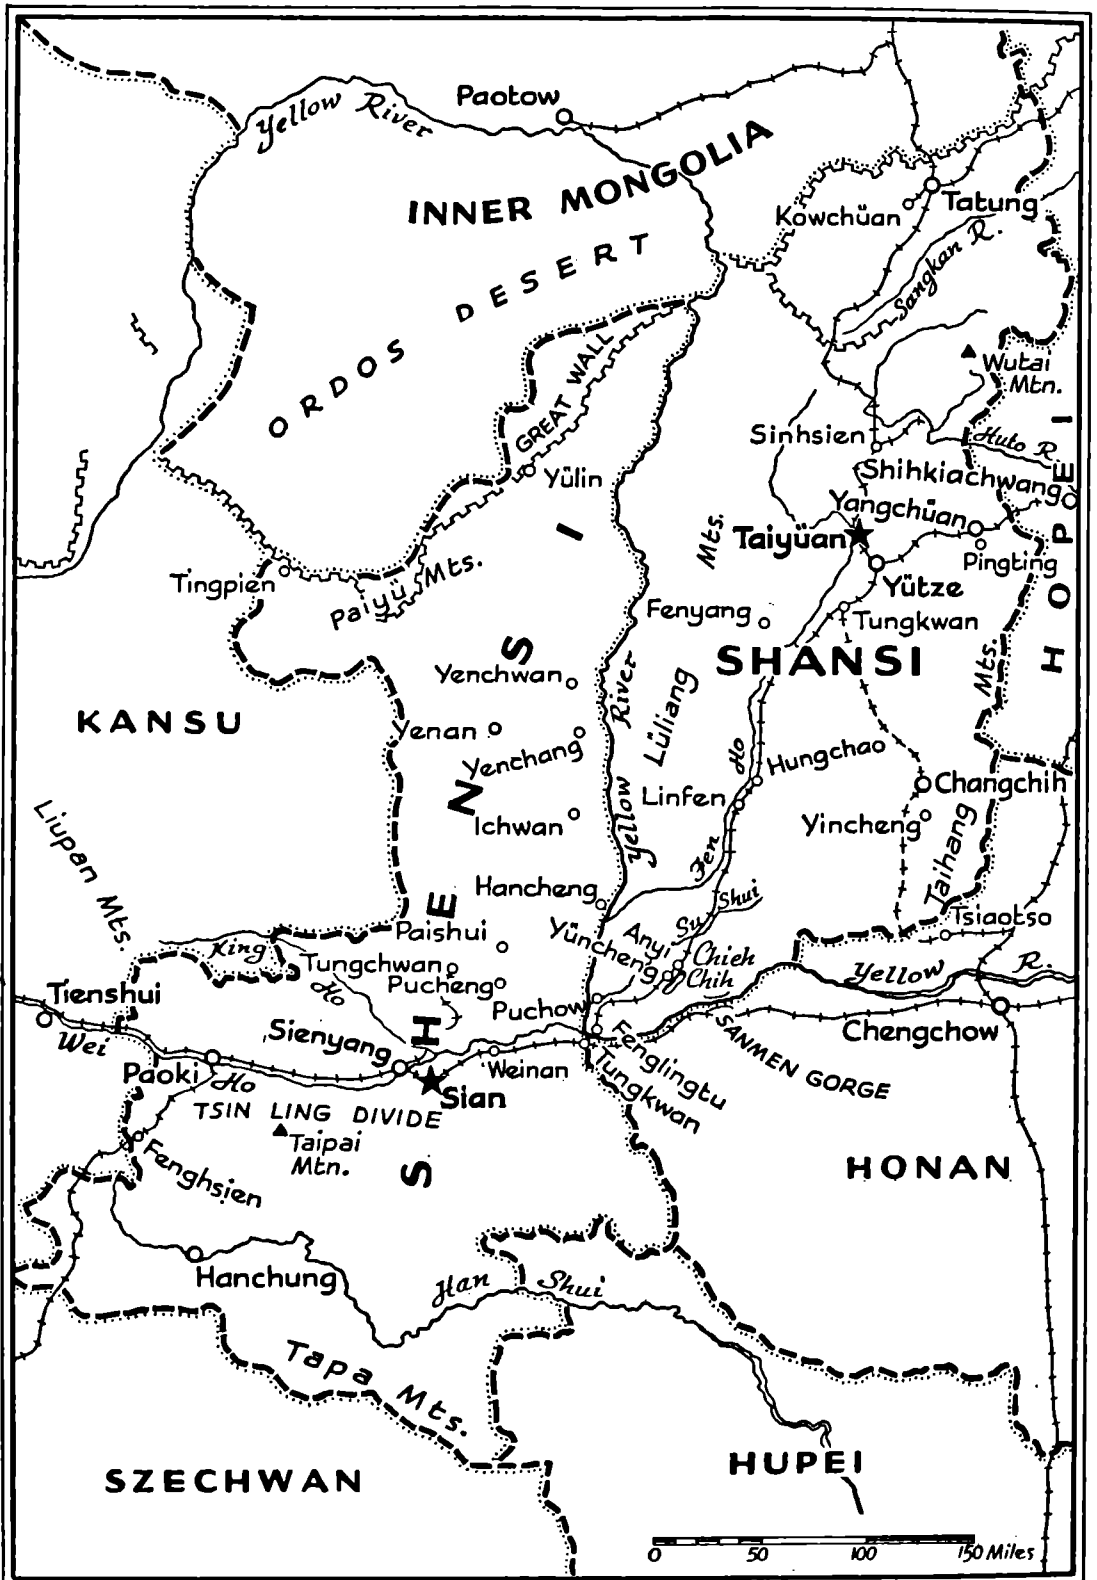 Paotow
Yellow River
INNER MONGOLIA
Kowchüan
Tatung
ORDOS DESERT
Sangkan R.
GREAT WALL
Wutai
Mtn.
Sinhsien
Huto R
Shihkiachwang
Yülin
Yangchüan
Taiyüan
Mts.
Pingting
HOPEI
Tingpien
Paiyü Mts.
Yütze
Fenyang
Tungkwan
SHANSI
Yenchwan
River
Lüliang
Mts.
KANSU
Yenan
Yenchang
Ho
Hungchao
Changchih
Linfen
Ichwan
Yincheng
Yellow
Fen
Taihang
Liupan Mts.
SHENSI
Hancheng
Su Shui
Paishui
Tsiaotso
King
Yüncheng
Anyi
Chieh
Chih
Tungchwan
Ho
Pucheng
Yellow R.
Tienshui
Puchow
Wei
Sienyang
Chengchow
SANMEN GORGE
Paoki
Ho
Weinan
Fenglingtu
Tungkwan
Sian
TSIN LING DIVIDE
Taipai
Mtn.
Fenghsien
HONAN
Hanchung
Han Shui
Tapa Mts.
SZECHWAN
HUPEI
0 50 100 150 Miles